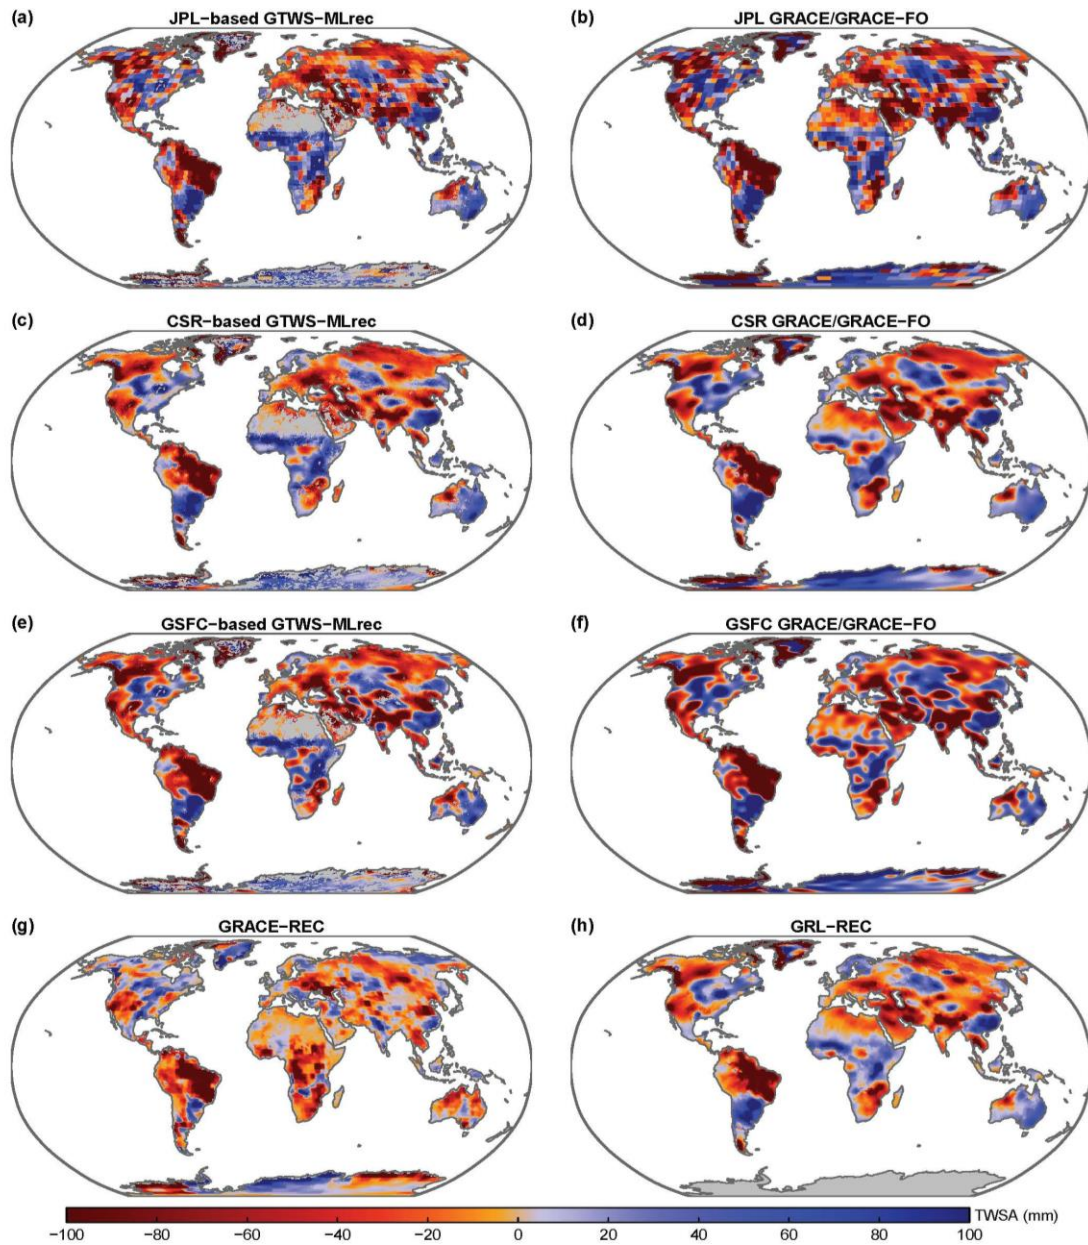 (a) JPL−based GTWS−MLrec
(b) JPL GRACE/GRACE−FO
(c) CSR−based GTWS−MLrec
(d) CSR GRACE/GRACE−FO
(e) GSFC−based GTWS−MLrec
(f) GSFC GRACE/GRACE−FO
(g) GRACE−REC
(h) GRL−REC
TWSA (mm)
−100 −80 −60 −40 −20 0 20 40 60 80 100